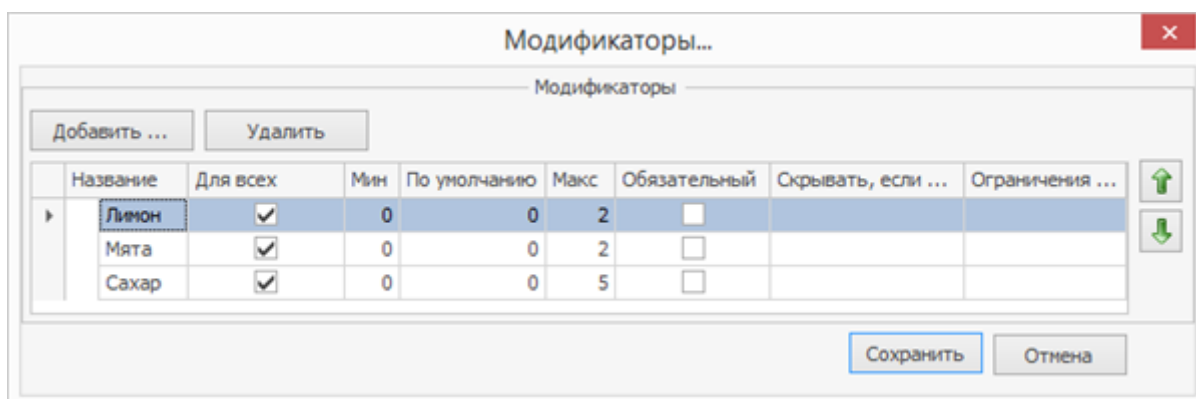 Модификаторы...
Модификаторы
Добавить ... Удалить
Название Для всех Мин По умолчанию Макс Обязательный Скрывать, если ... Ограничения ...
Лимон 0 0 2
Мята 0 0 2
Сахар 0 0 5
Сохранить Отмена